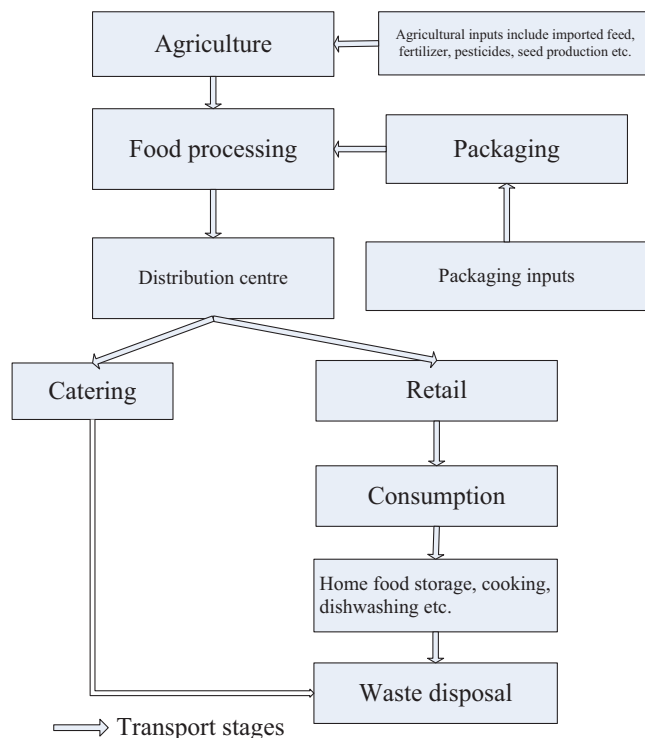 Agriculture
Agricultural inputs include imported feed,
fertilizer, pesticides, seed production etc.
Food processing
Packaging
Distribution centre
Packaging inputs
Catering
Retail
Consumption
Home food storage, cooking,
dishwashing etc.
Waste disposal
Transport stages